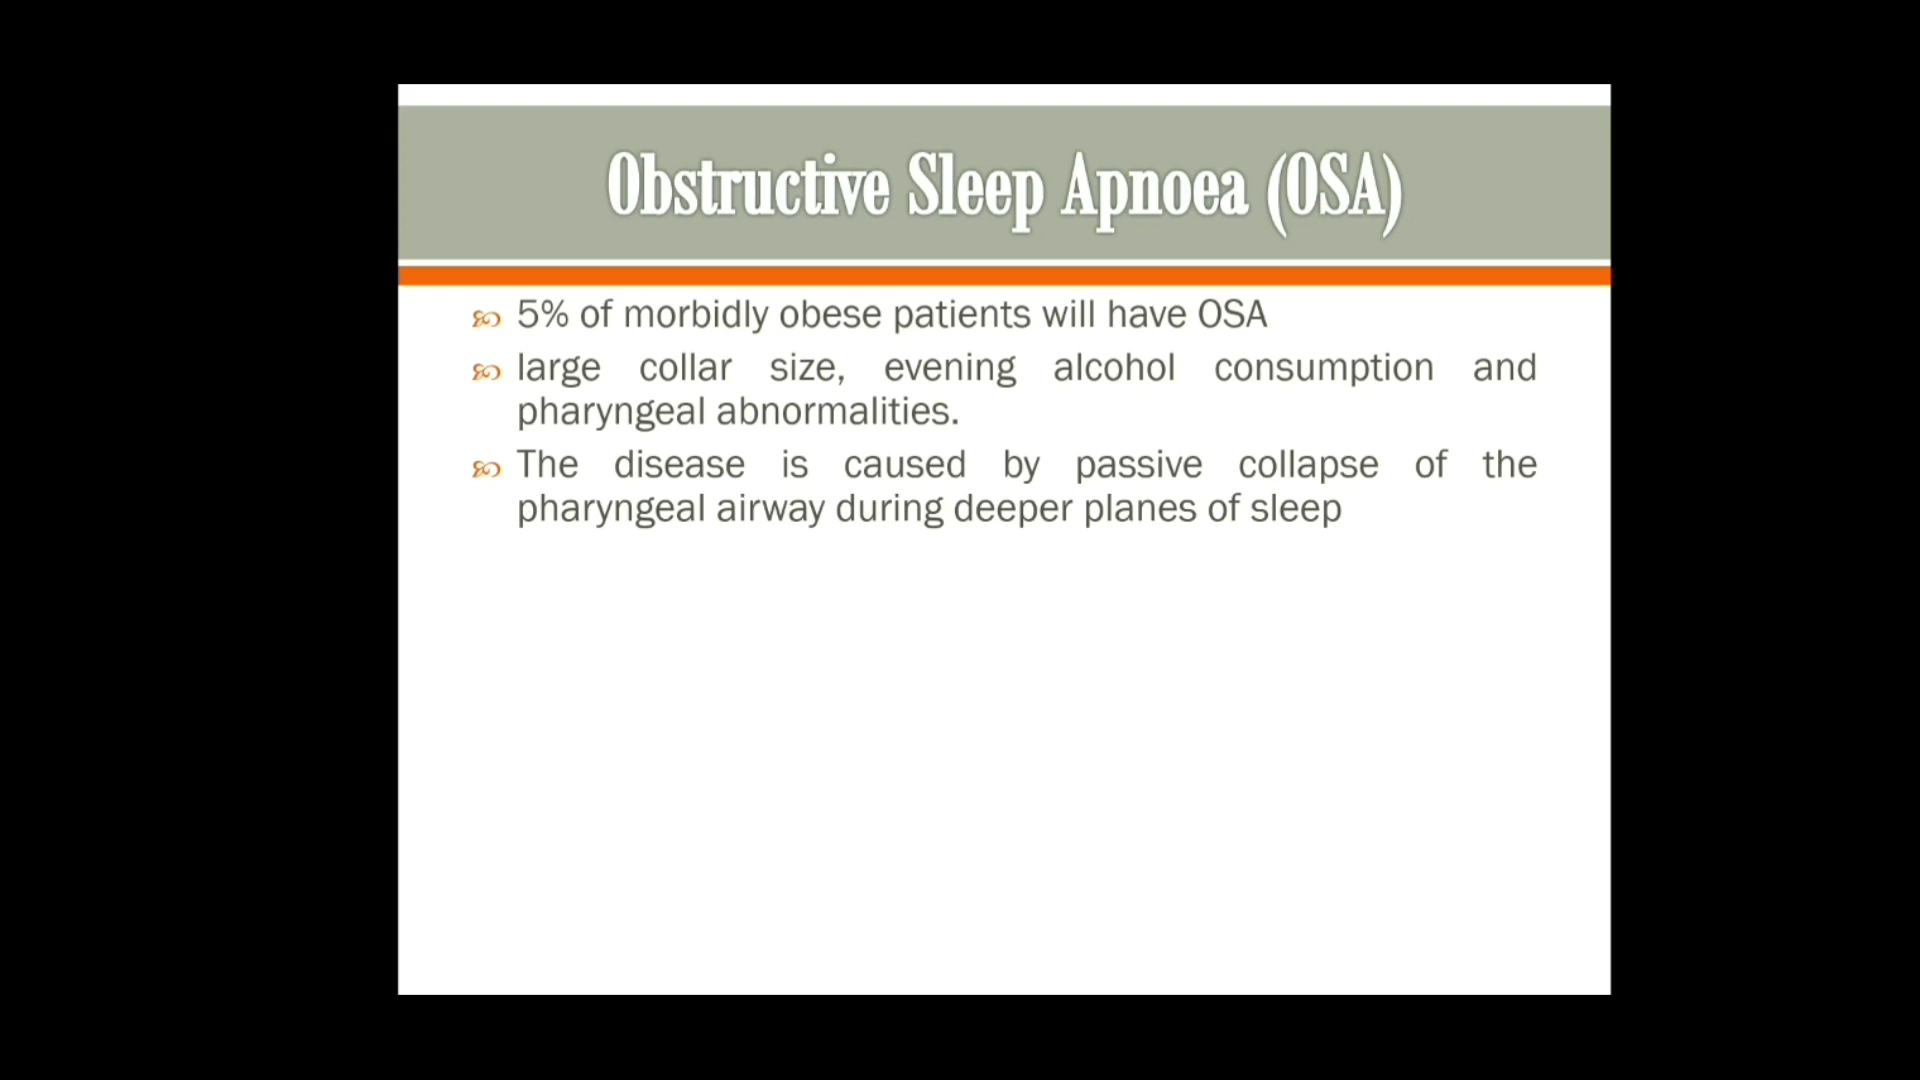 Obstructive Sleep Apnoea (OSA)
5% of morbidly obese patients will have OSA
large collar size, evening alcohol consumption and
pharyngeal abnormalities.
The disease is caused by passive collapse of the
pharyngeal airway during deeper planes of sleep